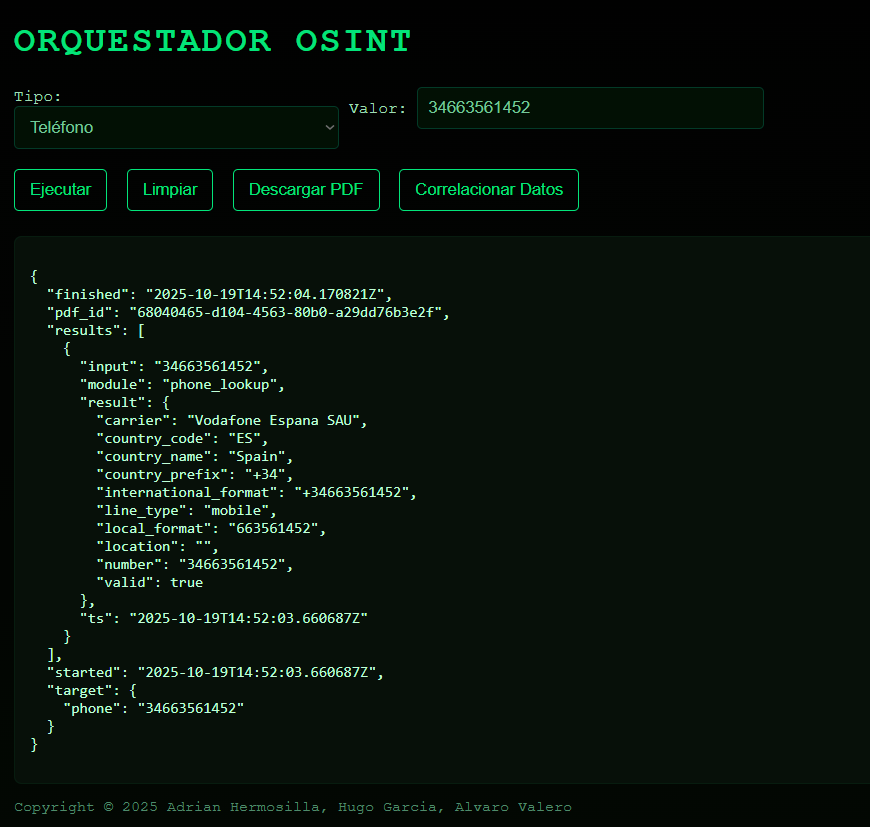 ORQUESTADOR OSINT
Tipo:
Teléfono
Valor:
34663561452
Ejecutar
Limpiar
Descargar PDF
Correlacionar Datos
{
  "finished": "2025-10-19T14:52:04.170821Z",
  "pdf_id": "68040465-d104-4563-80b0-a29dd76b3e2f",
  "results": [
    {
      "input": "34663561452",
      "module": "phone_lookup",
      "result": {
        "carrier": "Vodafone Espana SAU",
        "country_code": "ES",
        "country_name": "Spain",
        "country_prefix": "+34",
        "international_format": "+34663561452",
        "line_type": "mobile",
        "local_format": "663561452",
        "location": "",
        "number": "34663561452",
        "valid": true
      },
      "ts": "2025-10-19T14:52:03.660687Z"
    }
  ],
  "started": "2025-10-19T14:52:03.660687Z",
  "target": {
    "phone": "34663561452"
  }
}
Copyright © 2025 Adrian Hermosilla, Hugo Garcia, Alvaro Valero